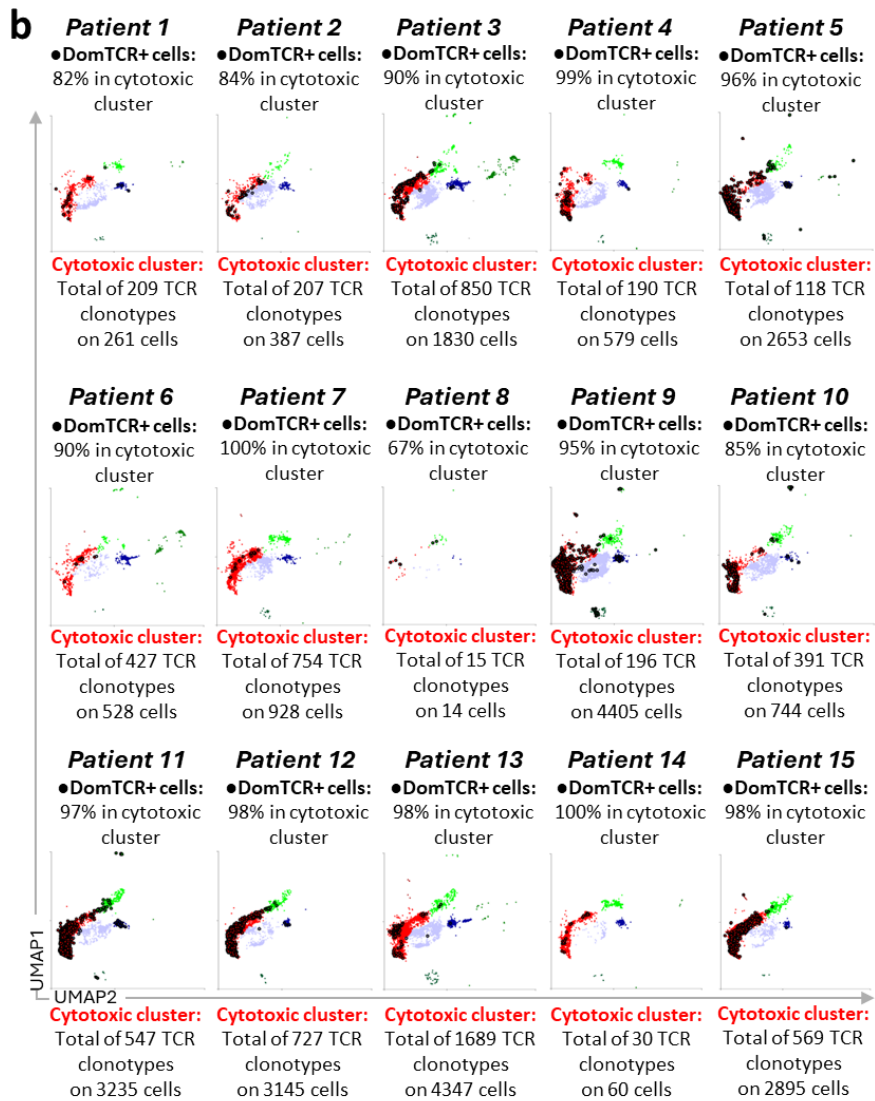 b
Patient 1
●DomTCR+ cells:
82% in cytotoxic
cluster
Patient 2
●DomTCR+ cells:
84% in cytotoxic
cluster
Patient 3
●DomTCR+ cells:
90% in cytotoxic
cluster
Patient 4
●DomTCR+ cells:
99% in cytotoxic
cluster
Patient 5
●DomTCR+ cells:
96% in cytotoxic
cluster
Cytotoxic cluster:
Total of 209 TCR
clonotypes
on 261 cells
Cytotoxic cluster:
Total of 207 TCR
clonotypes
on 387 cells
Cytotoxic cluster:
Total of 850 TCR
clonotypes
on 1830 cells
Cytotoxic cluster:
Total of 190 TCR
clonotypes
on 579 cells
Cytotoxic cluster:
Total of 118 TCR
clonotypes
on 2653 cells
Patient 6
●DomTCR+ cells:
90% in cytotoxic
cluster
Patient 7
●DomTCR+ cells:
100% in cytotoxic
cluster
Patient 8
●DomTCR+ cells:
67% in cytotoxic
cluster
Patient 9
●DomTCR+ cells:
95% in cytotoxic
cluster
Patient 10
●DomTCR+ cells:
85% in cytotoxic
cluster
Cytotoxic cluster:
Total of 427 TCR
clonotypes
on 528 cells
Cytotoxic cluster:
Total of 754 TCR
clonotypes
on 928 cells
Cytotoxic cluster:
Total of 15 TCR
clonotypes
on 14 cells
Cytotoxic cluster:
Total of 196 TCR
clonotypes
on 4405 cells
Cytotoxic cluster:
Total of 391 TCR
clonotypes
on 744 cells
Patient 11
●DomTCR+ cells:
97% in cytotoxic
cluster
Patient 12
●DomTCR+ cells:
98% in cytotoxic
cluster
Patient 13
●DomTCR+ cells:
98% in cytotoxic
cluster
Patient 14
●DomTCR+ cells:
100% in cytotoxic
cluster
Patient 15
●DomTCR+ cells:
98% in cytotoxic
cluster
UMAP1
UMAP2
Cytotoxic cluster:
Total of 547 TCR
clonotypes
on 3235 cells
Cytotoxic cluster:
Total of 727 TCR
clonotypes
on 3145 cells
Cytotoxic cluster:
Total of 1689 TCR
clonotypes
on 4347 cells
Cytotoxic cluster:
Total of 30 TCR
clonotypes
on 60 cells
Cytotoxic cluster:
Total of 569 TCR
clonotypes
on 2895 cells